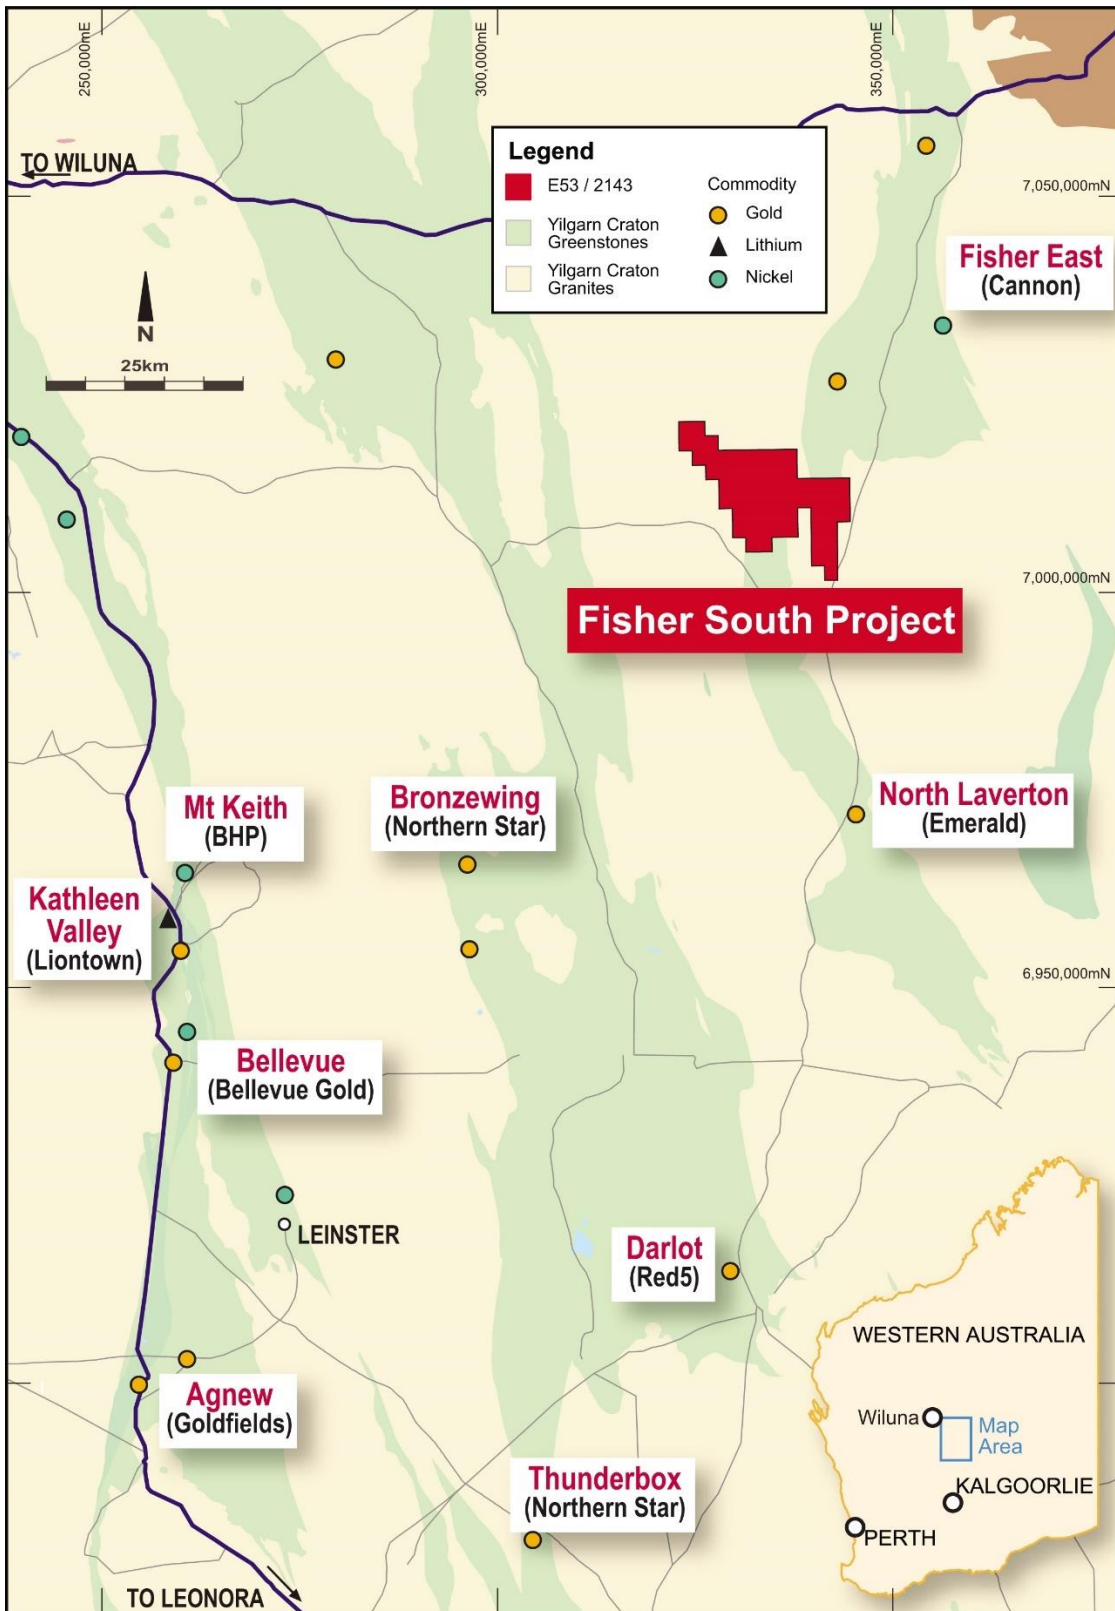 250,000mE
300,000mE
350,000mE
TO WILUNA
Legend
E53 / 2143
Yilgarn Craton
Greenstones
Yilgarn Craton
Granites
Commodity
Gold
Lithium
Nickel
7,050,000mN
Fisher East
(Cannon)
N
25km
7,000,000mN
Fisher South Project
Mt Keith
(BHP)
Bronzewing
(Northern Star)
North Laverton
(Emerald)
Kathleen
Valley
(Liontown)
6,950,000mN
Bellevue
(Bellevue Gold)
LEINSTER
Darlot
(Red5)
WESTERN AUSTRALIA
Agnew
(Goldfields)
Wiluna
Map
Area
Thunderbox
(Northern Star)
KALGOORLIE
PERTH
TO LEONORA